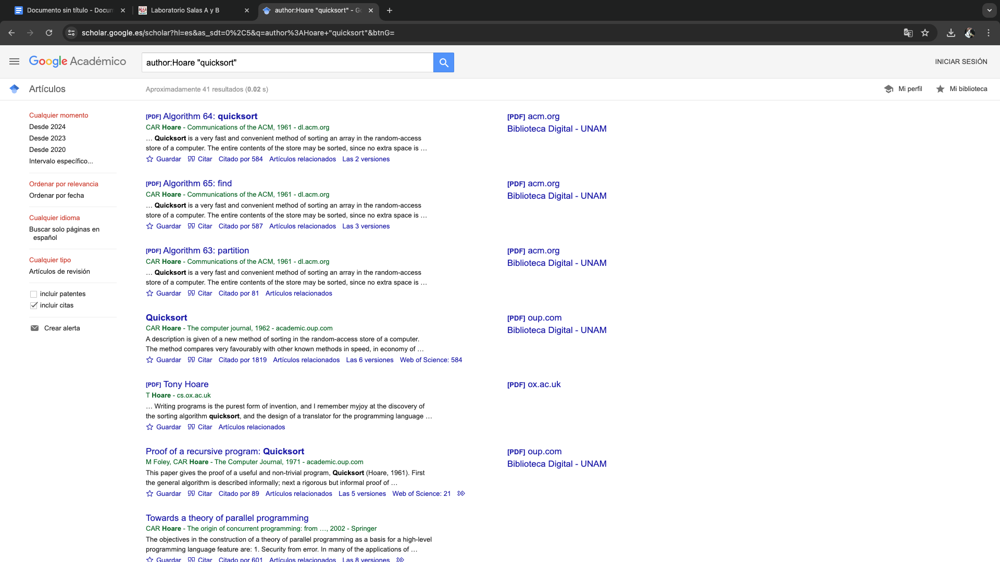 Documento sin título - Docum
Laboratorio Salas A y B
author:Hoare "quicksort" - Go
scholar.google.es/scholar?hl=es&as_sdt=0%2C5&q=author%3AHoare+"quicksort"&btnG=
Google Académico
author:Hoare "quicksort"
INICIAR SESIÓN
Artículos
Aproximadamente 41 resultados (0.02 s)
Mi perfil
Mi biblioteca
Cualquier momento
Desde 2024
Desde 2023
Desde 2020
Intervalo específico...
Ordenar por relevancia
Ordenar por fecha
Cualquier idioma
Buscar solo páginas en
español
Cualquier tipo
Artículos de revisión
incluir patentes
incluir citas
Crear alerta
[PDF] Algorithm 64: quicksort
CAR Hoare - Communications of the ACM, 1961 - dl.acm.org
… Quicksort is a very fast and convenient method of sorting an array in the random-access
store of a computer. The entire contents of the store may be sorted, since no extra space is …
Guardar Citar Citado por 584 Artículos relacionados Las 2 versiones
[PDF] acm.org
Biblioteca Digital - UNAM
[PDF] Algorithm 65: find
CAR Hoare - Communications of the ACM, 1961 - dl.acm.org
… Quicksort is a very fast and convenient method of sorting an array in the random-access
store of a computer. The entire contents of the store may be sorted, since no extra space is …
Guardar Citar Citado por 587 Artículos relacionados Las 3 versiones
[PDF] acm.org
Biblioteca Digital - UNAM
[PDF] Algorithm 63: partition
CAR Hoare - Communications of the ACM, 1961 - dl.acm.org
… Quicksort is a very fast and convenient method of sorting an array in the random-access
store of a computer. The entire contents of the store may be sorted, since no extra space is …
Guardar Citar Citado por 81 Artículos relacionados
[PDF] acm.org
Biblioteca Digital - UNAM
Quicksort
CAR Hoare - The computer journal, 1962 - academic.oup.com
A description is given of a new method of sorting in the random-access store of a computer.
The method compares very favourably with other known methods in speed, in economy of …
Guardar Citar Citado por 1819 Artículos relacionados Las 6 versiones Web of Science: 584
[PDF] oup.com
Biblioteca Digital - UNAM
[PDF] Tony Hoare
T Hoare - cs.ox.ac.uk
… Writing programs is the purest form of invention, and I remember myjoy at the discovery of
the sorting algorithm quicksort, and the design of a translator for the programming language …
Guardar Citar Artículos relacionados
[PDF] ox.ac.uk
Proof of a recursive program: Quicksort
M Foley, CAR Hoare - The Computer Journal, 1971 - academic.oup.com
This paper gives the proof of a useful and non-trivial program, Quicksort (Hoare, 1961). First
the general algorithm is described informally; next a rigorous but informal proof of …
Guardar Citar Citado por 89 Artículos relacionados Las 5 versiones Web of Science: 21
[PDF] oup.com
Biblioteca Digital - UNAM
Towards a theory of parallel programming
CAR Hoare - The origin of concurrent programming: from …, 2002 - Springer
The objectives in the construction of a theory of parallel programming as a basis for a high-level
programming language feature are: 1. Security from error. In many of the applications of …
Guardar Citar Citado por 601 Artículos relacionados Las 8 versiones